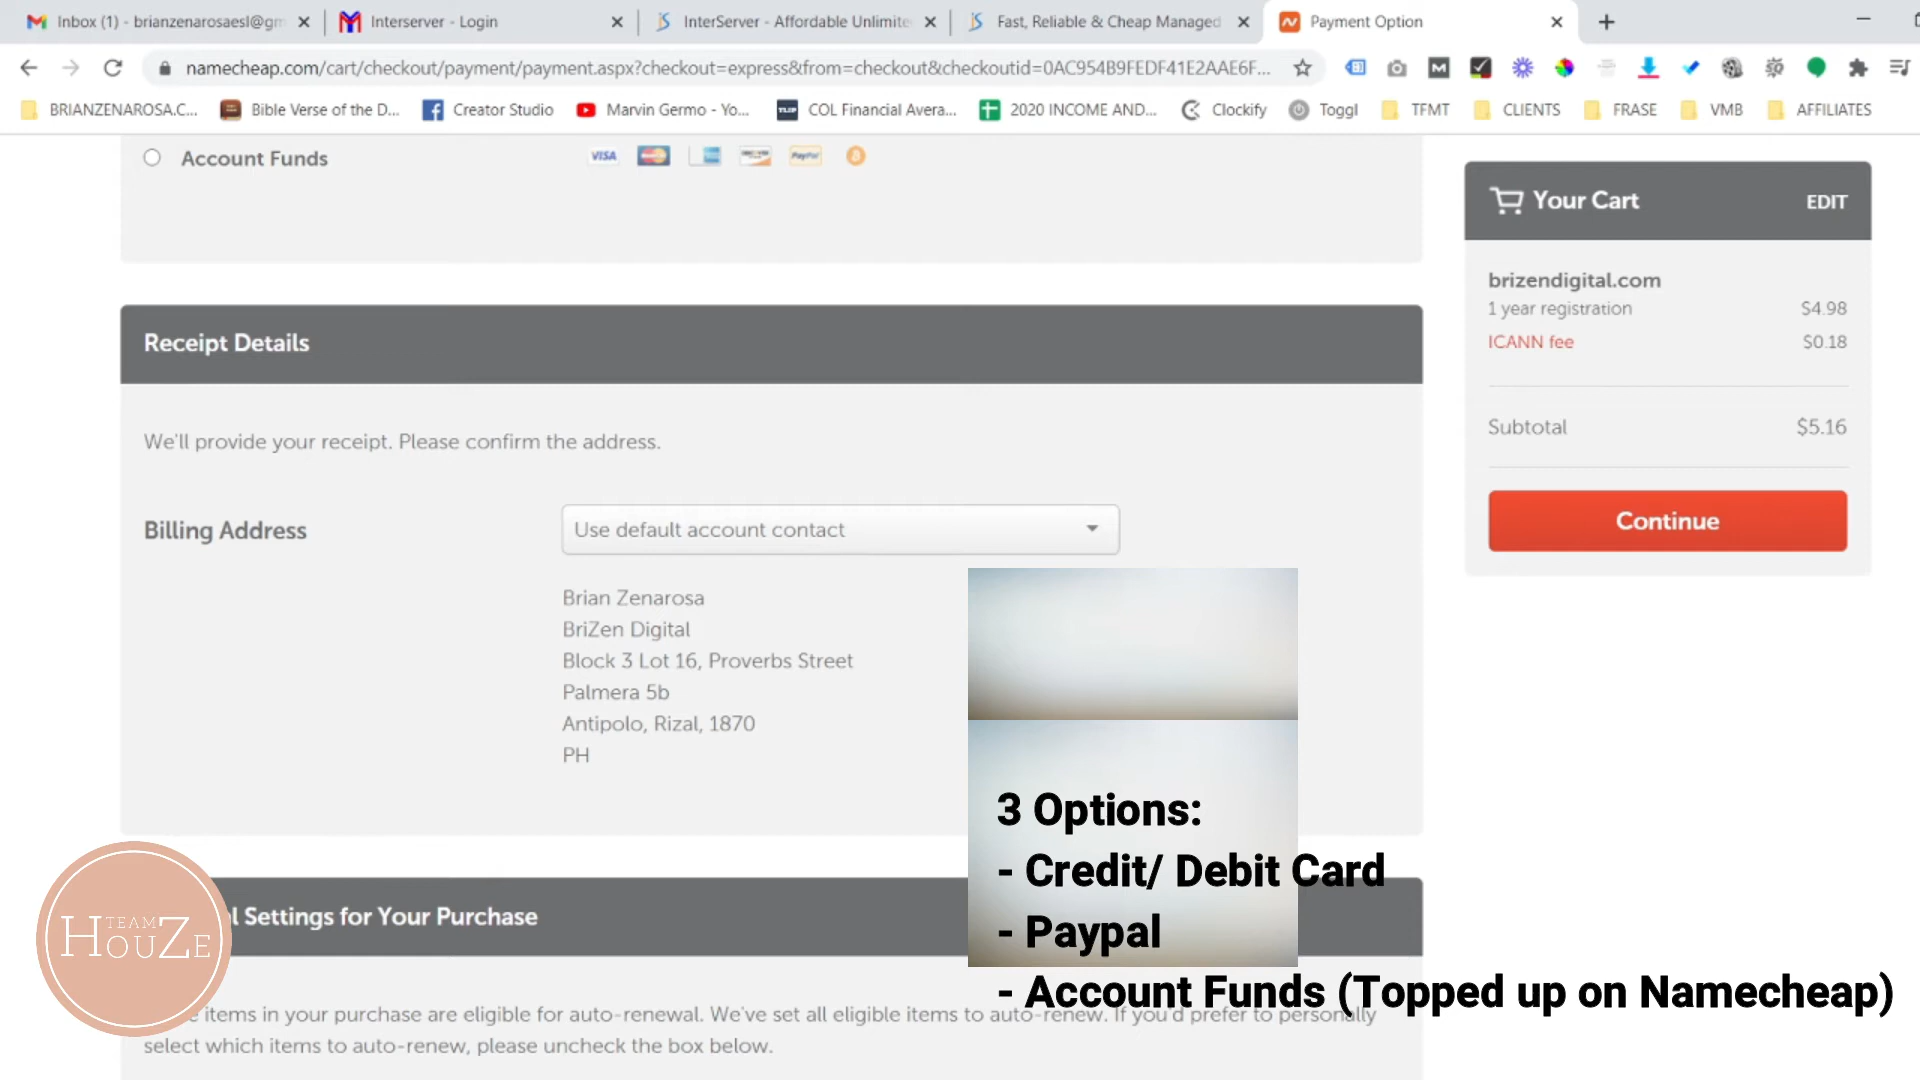 Inbox (1) - brianzenarosaesl@gm
Interserver - Login
InterServer - Affordable Unlimite
Fast, Reliable & Cheap Managed
Payment Option
namecheap.com/cart/checkout/payment/payment.aspx?checkout=express&from=checkout&checkoutid=0AC954B9FEDF41E2AAE6F...
BRIANZENAROSA.C...
Bible Verse of the D...
Creator Studio
Marvin Germo - Yo...
COL Financial Avera...
2020 INCOME AND...
Clockify
Toggl
TFMT
CLIENTS
FRASE
VMB
AFFILIATES
Account Funds
VISA
PayPal
Your Cart
EDIT
brizendigital.com
1 year registration $4.98
ICANN fee $0.18
Subtotal $5.16
Continue
Receipt Details
We'll provide your receipt. Please confirm the address.
Billing Address
Use default account contact
Brian Zenarosa
BriZen Digital
Block 3 Lot 16, Proverbs Street
Palmera 5b
Antipolo, Rizal, 1870
PH
3 Options:
- Credit/ Debit Card
- Paypal
- Account Funds (Topped up on Namecheap)
l Settings for Your Purchase
items in your purchase are eligible for auto-renewal. We've set all eligible items to auto-renew. If you'd prefer to personally
select which items to auto-renew, please uncheck the box below.
TEAM
HOUZE